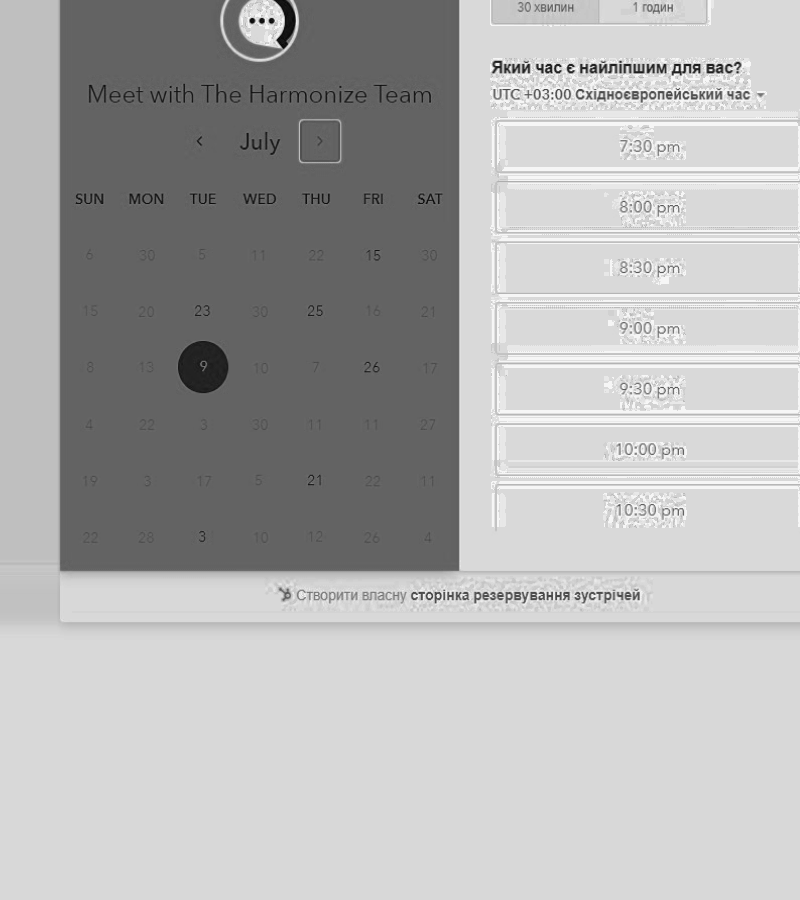 30 хвилин 1 годин
Який час є найліпшим для вас?
UTC +03:00 Східноєвропейський час
Meet with The Harmonize Team
July
SUN MON TUE WED THU FRI SAT
6 30 5 11 22 15 30
15 20 23 30 25 16 21
8 13 9 10 7 26 17
4 22 3 30 11 11 27
19 3 17 5 21 22 11
22 28 3 10 12 26 4
7:30 pm
8:00 pm
8:30 pm
9:00 pm
9:30 pm
10:00 pm
10:30 pm
Створити власну сторінка резервування зустрічей